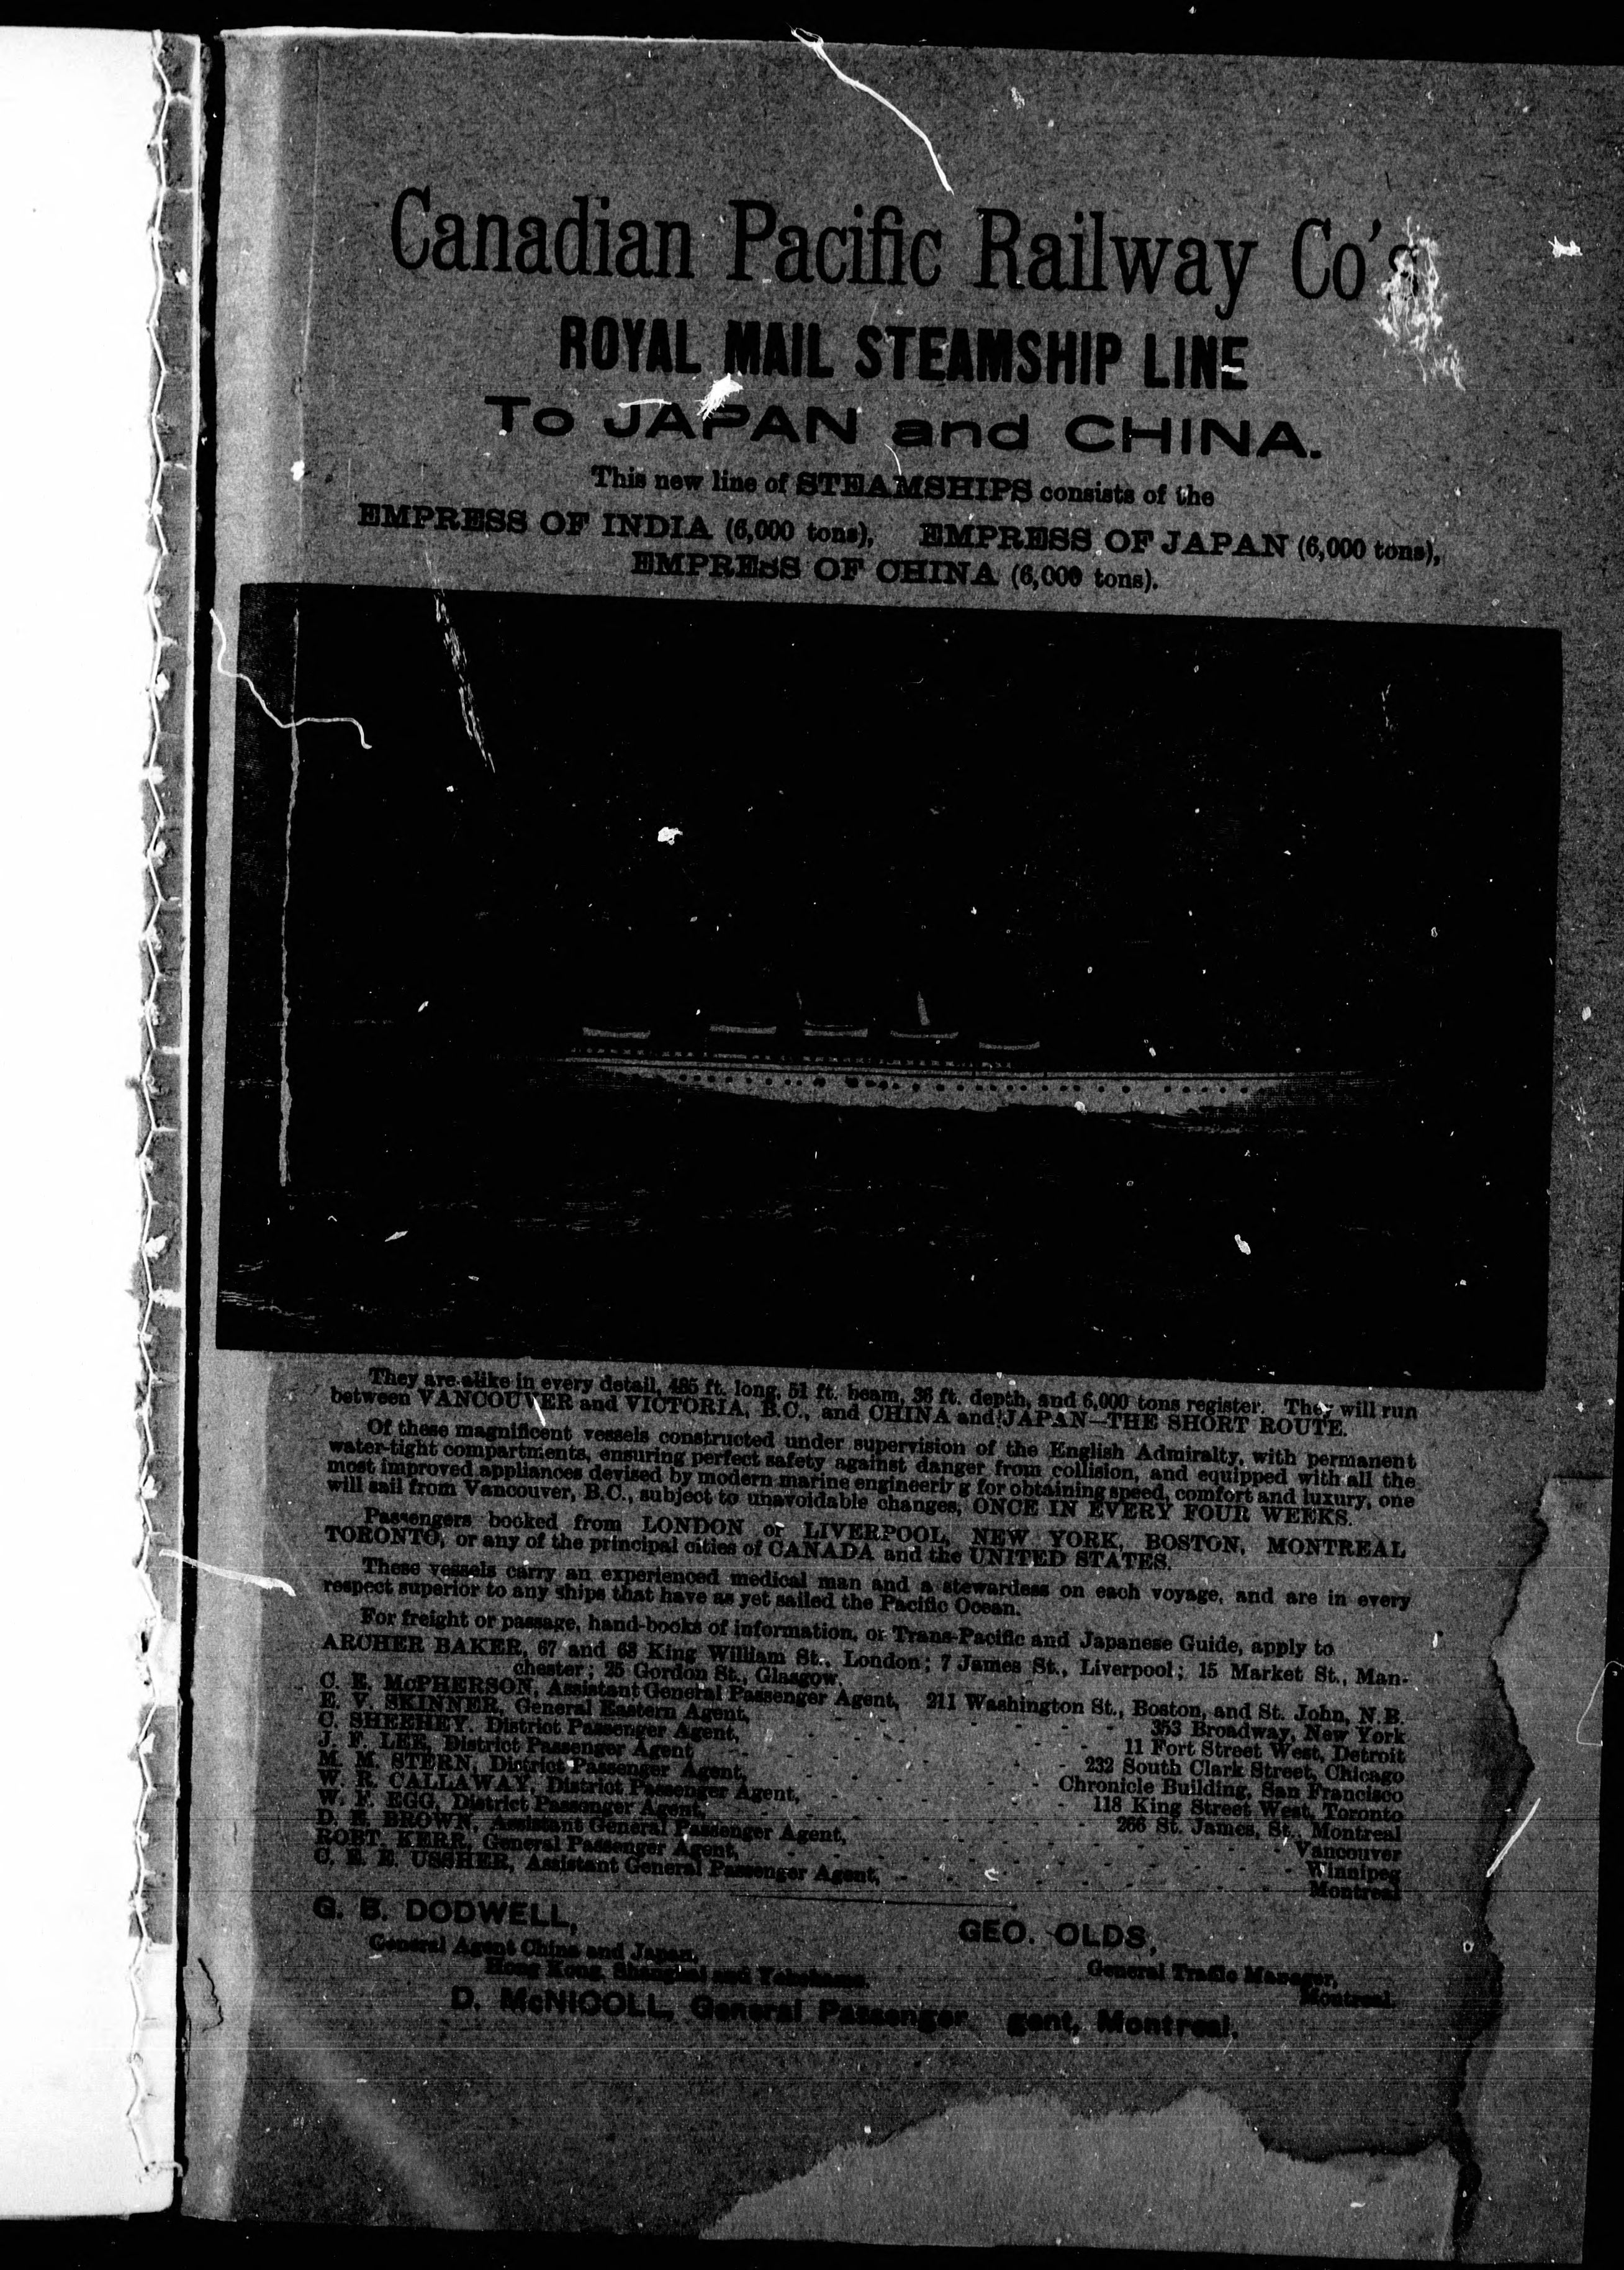 Canadian Pacific Railway Co's
ROYAL MAIL STEAMSHIP LINE
To JAPAN and CHINA.
This new line of STEAMSHIPS consists of the
EMPRESS OF INDIA (6,000 tons), EMPRESS OF JAPAN (6,000 tons),
EMPRESS OF CHINA (6,000 tons).
They are alike in every detail, 485 ft. long, 51 ft. beam, 36 ft. depth, and 6,000 tons register. They will run
between VANCOUVER and VICTORIA, B.C., and CHINA and JAPAN—THE SHORT ROUTE.
Of these magnificent vessels constructed under supervision of the English Admiralty, with permanent
water-tight compartments, ensuring perfect safety against danger from collision, and equipped with all the
most improved appliances devised by modern marine engineering for obtaining speed, comfort and luxury, one
will sail from Vancouver, B.C., subject to unavoidable changes, ONCE IN EVERY FOUR WEEKS.
Passengers booked from LONDON or LIVERPOOL, NEW YORK, BOSTON, MONTREAL
TORONTO, or any of the principal cities of CANADA and the UNITED STATES.
These vessels carry an experienced medical man and a stewardess on each voyage, and are in every
respect superior to any ships that have as yet sailed the Pacific Ocean.
For freight or passage, hand-books of information, or Trans-Pacific and Japanese Guide, apply to
ARCHER BAKER, 67 and 68 King William St., London; 7 James St., Liverpool; 15 Market St., Man-
chester; 25 Gordon St., Glasgow.
C. E. McPHERSON, Assistant General Passenger Agent, 211 Washington St., Boston, and St. John, N.B.
E. V. SKINNER, General Eastern Agent, - - - 353 Broadway, New York
C. SHEEHEY. District Passenger Agent, - - - 11 Fort Street West, Detroit
J. F. LEE, District Passenger Agent - - - 232 South Clark Street, Chicago
M. M. STERN, District Passenger Agent, - - - Chronicle Building, San Francisco
W. R. CALLAWAY, District Passenger Agent, - - - 118 King Street West, Toronto
W. F. EGG, District Passenger Agent, - - - 266 St. James, St., Montreal
D. E. BROWN, Assistant General Passenger Agent, - - - Vancouver
ROBT. KERR, General Passenger Agent, - - - Winnipeg
C. E. E. USSHER, Assistant General Passenger Agent, - - - Montreal
G. B. DODWELL,
General Agent China and Japan,
Hong Kong, Shanghai and Yokohama.
GEO. OLDS,
General Traffic Manager,
Montreal.
D. McNICOLL, General Passenger gent, Montreal.